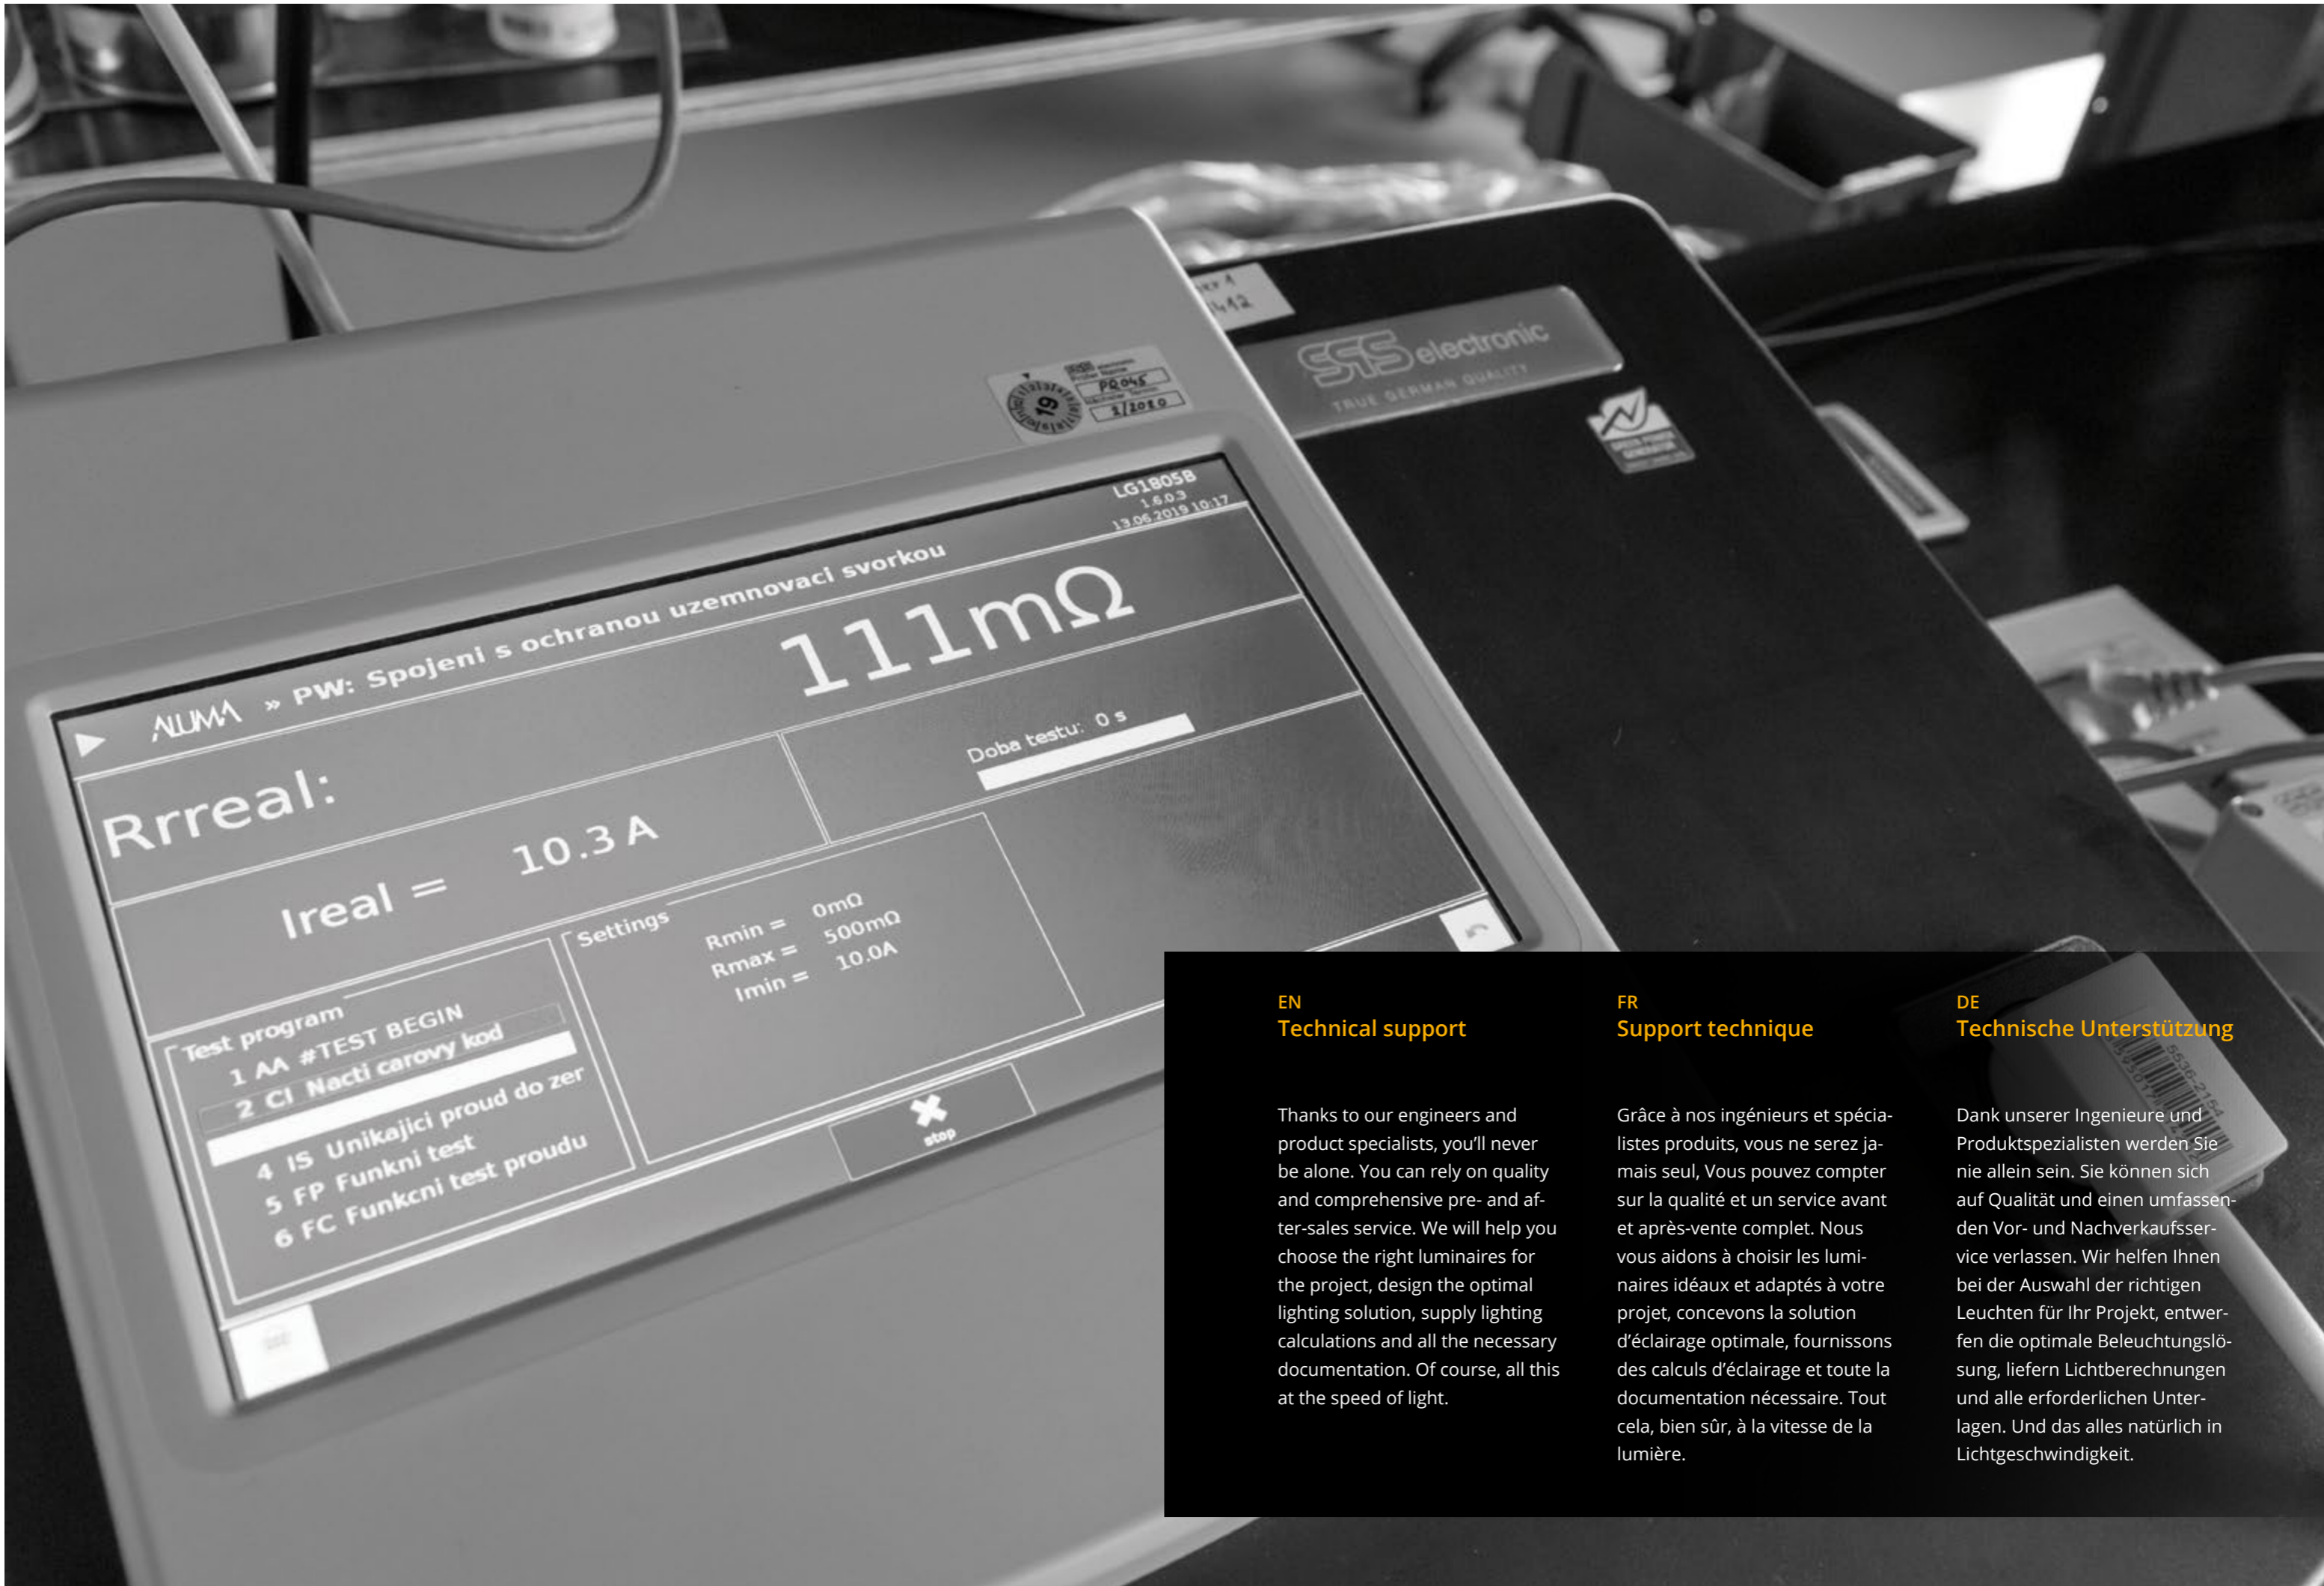 SPS electronic
TRUE GERMAN QUALITY
19
PR045
2/2020
GREEN POWER
GENERATOR
LG1805B
1.6.0.3
13.06.2019 10:17
ALUMA » PW: Spojeni s ochranou uzemnovaci svorkou
Rrreal: 111mΩ
Ireal = 10.3 A
Doba testu: 0 s
Settings
Rmin = 0mΩ
Rmax = 500mΩ
Imin = 10.0A
Test program
1 AA #TEST BEGIN
2 CI Nacti carovy kod
4 IS Unikajici proud do zer
5 FP Funkni test
6 FC Funkcni test proudu
stop
5536-2154
EN
Technical support
Thanks to our engineers and
product specialists, you’ll never
be alone. You can rely on quality
and comprehensive pre- and af-
ter-sales service. We will help you
choose the right luminaires for
the project, design the optimal
lighting solution, supply lighting
calculations and all the necessary
documentation. Of course, all this
at the speed of light.
FR
Support technique
Grâce à nos ingénieurs et spécia-
listes produits, vous ne serez ja-
mais seul, Vous pouvez compter
sur la qualité et un service avant
et après-vente complet. Nous
vous aidons à choisir les lumi-
naires idéaux et adaptés à votre
projet, concevons la solution
d’éclairage optimale, fournissons
des calculs d’éclairage et toute la
documentation nécessaire. Tout
cela, bien sûr, à la vitesse de la
lumière.
DE
Technische Unterstützung
Dank unserer Ingenieure und
Produktspezialisten werden Sie
nie allein sein. Sie können sich
auf Qualität und einen umfassen-
den Vor- und Nachverkaufsser-
vice verlassen. Wir helfen Ihnen
bei der Auswahl der richtigen
Leuchten für Ihr Projekt, entwer-
fen die optimale Beleuchtungslö-
sung, liefern Lichtberechnungen
und alle erforderlichen Unter-
lagen. Und das alles natürlich in
Lichtgeschwindigkeit.